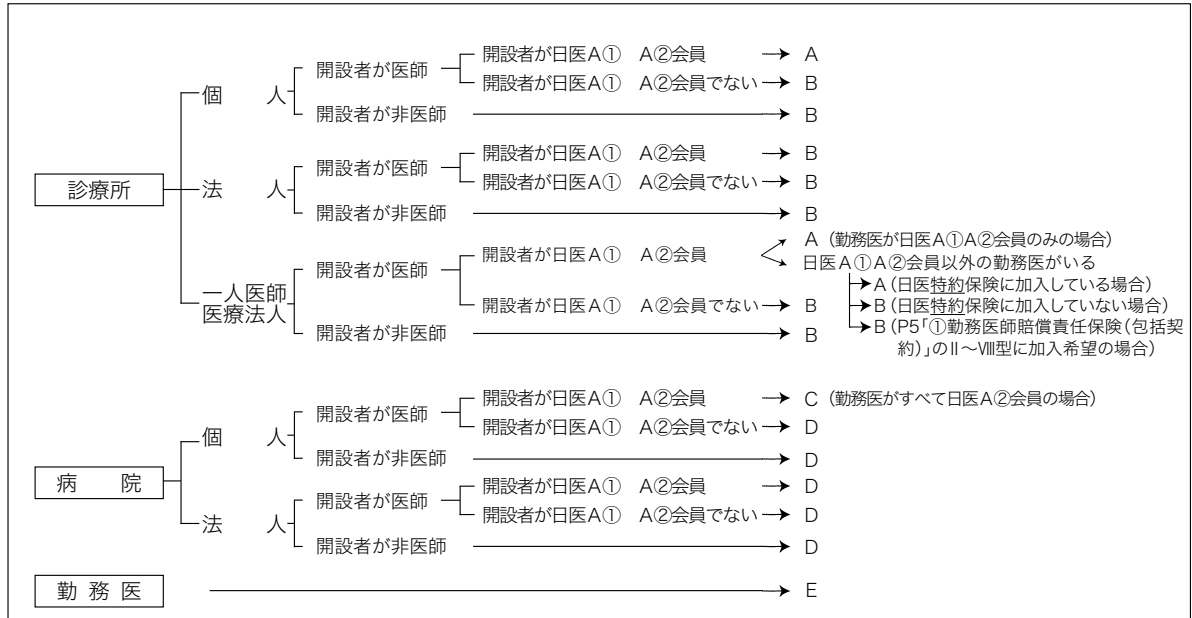 診療所
個　　人
開設者が医師
開設者が日医A①　A②会員 → A
開設者が日医A①　A②会員でない → B
開設者が非医師 → B
法　　人
開設者が医師
開設者が日医A①　A②会員 → B
開設者が日医A①　A②会員でない → B
開設者が非医師 → B
一人医師
医療法人
開設者が医師
開設者が日医A①　A②会員
A（勤務医が日医A①A②会員のみの場合）
日医A①A②会員以外の勤務医がいる
→A（日医特約保険に加入している場合）
→B（日医特約保険に加入していない場合）
→B（P5「①勤務医師賠償責任保険（包括契
約）」のⅡ～Ⅷ型に加入希望の場合）
開設者が日医A①　A②会員でない → B
開設者が非医師 → B
病　　院
個　　人
開設者が医師
開設者が日医A①　A②会員 → C（勤務医がすべて日医A②会員の場合）
開設者が日医A①　A②会員でない → D
開設者が非医師 → D
法　　人
開設者が医師
開設者が日医A①　A②会員 → D
開設者が日医A①　A②会員でない → D
開設者が非医師 → D
勤務医 → E